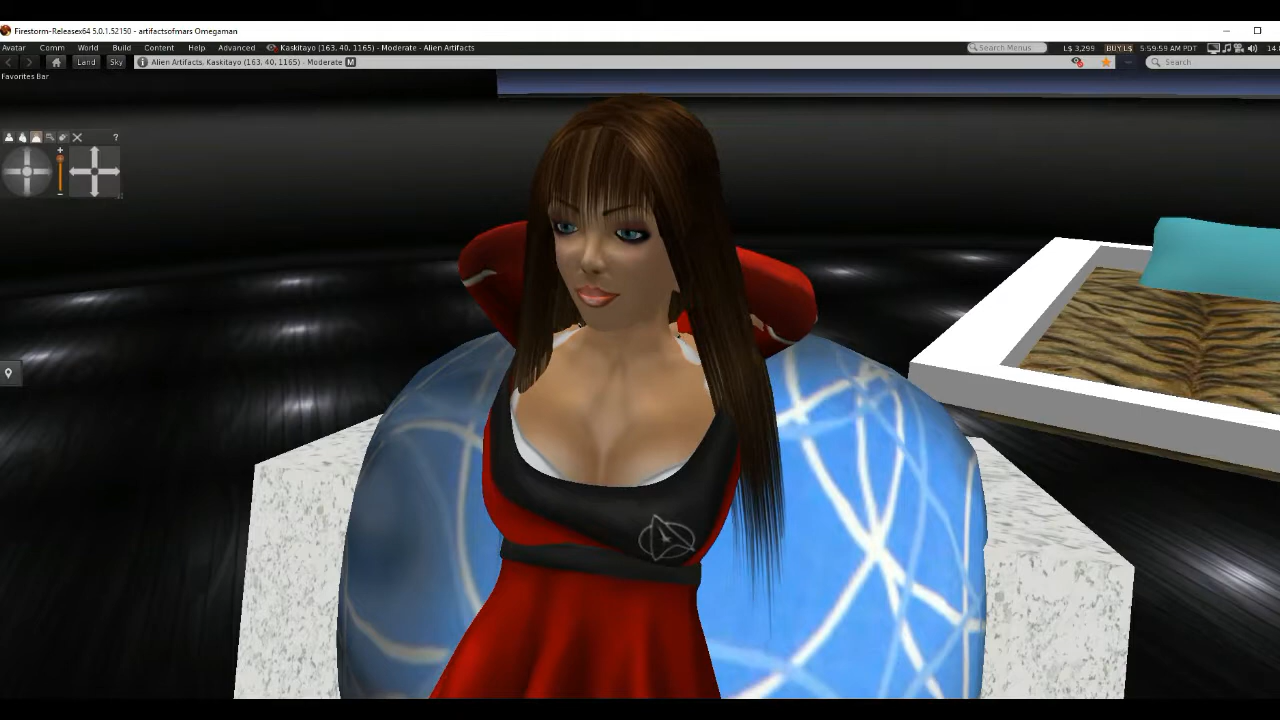 Firestorm-Releasex64 5.0.1.52150 - artifactsofmars Omegaman
Avatar Comm World Build Content Help Advanced Kaskitayo (163, 40, 1165) - Moderate - Alien Artifacts Search Menus L$ 3,299 BUY L$ 5:59:59 AM PDT 14.
Land Sky Alien Artifacts, Kaskitayo (163, 40, 1165) - Moderate M Search
Favorites Bar
?